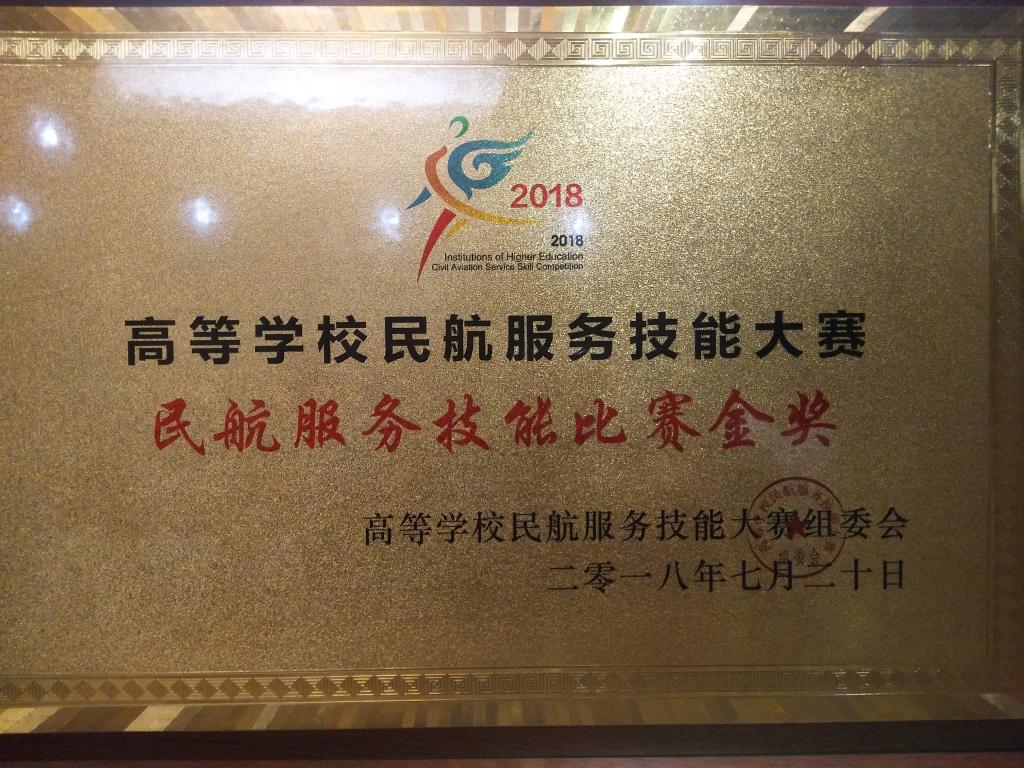 2018
2018
Institutions of Higher Education
Civil Aviation Service Skill Competition
高等学校民航服务技能大赛
民航服务技能比赛金奖
高等学校民航服务技能大赛组委会
二零一八年七月二十日
组委会